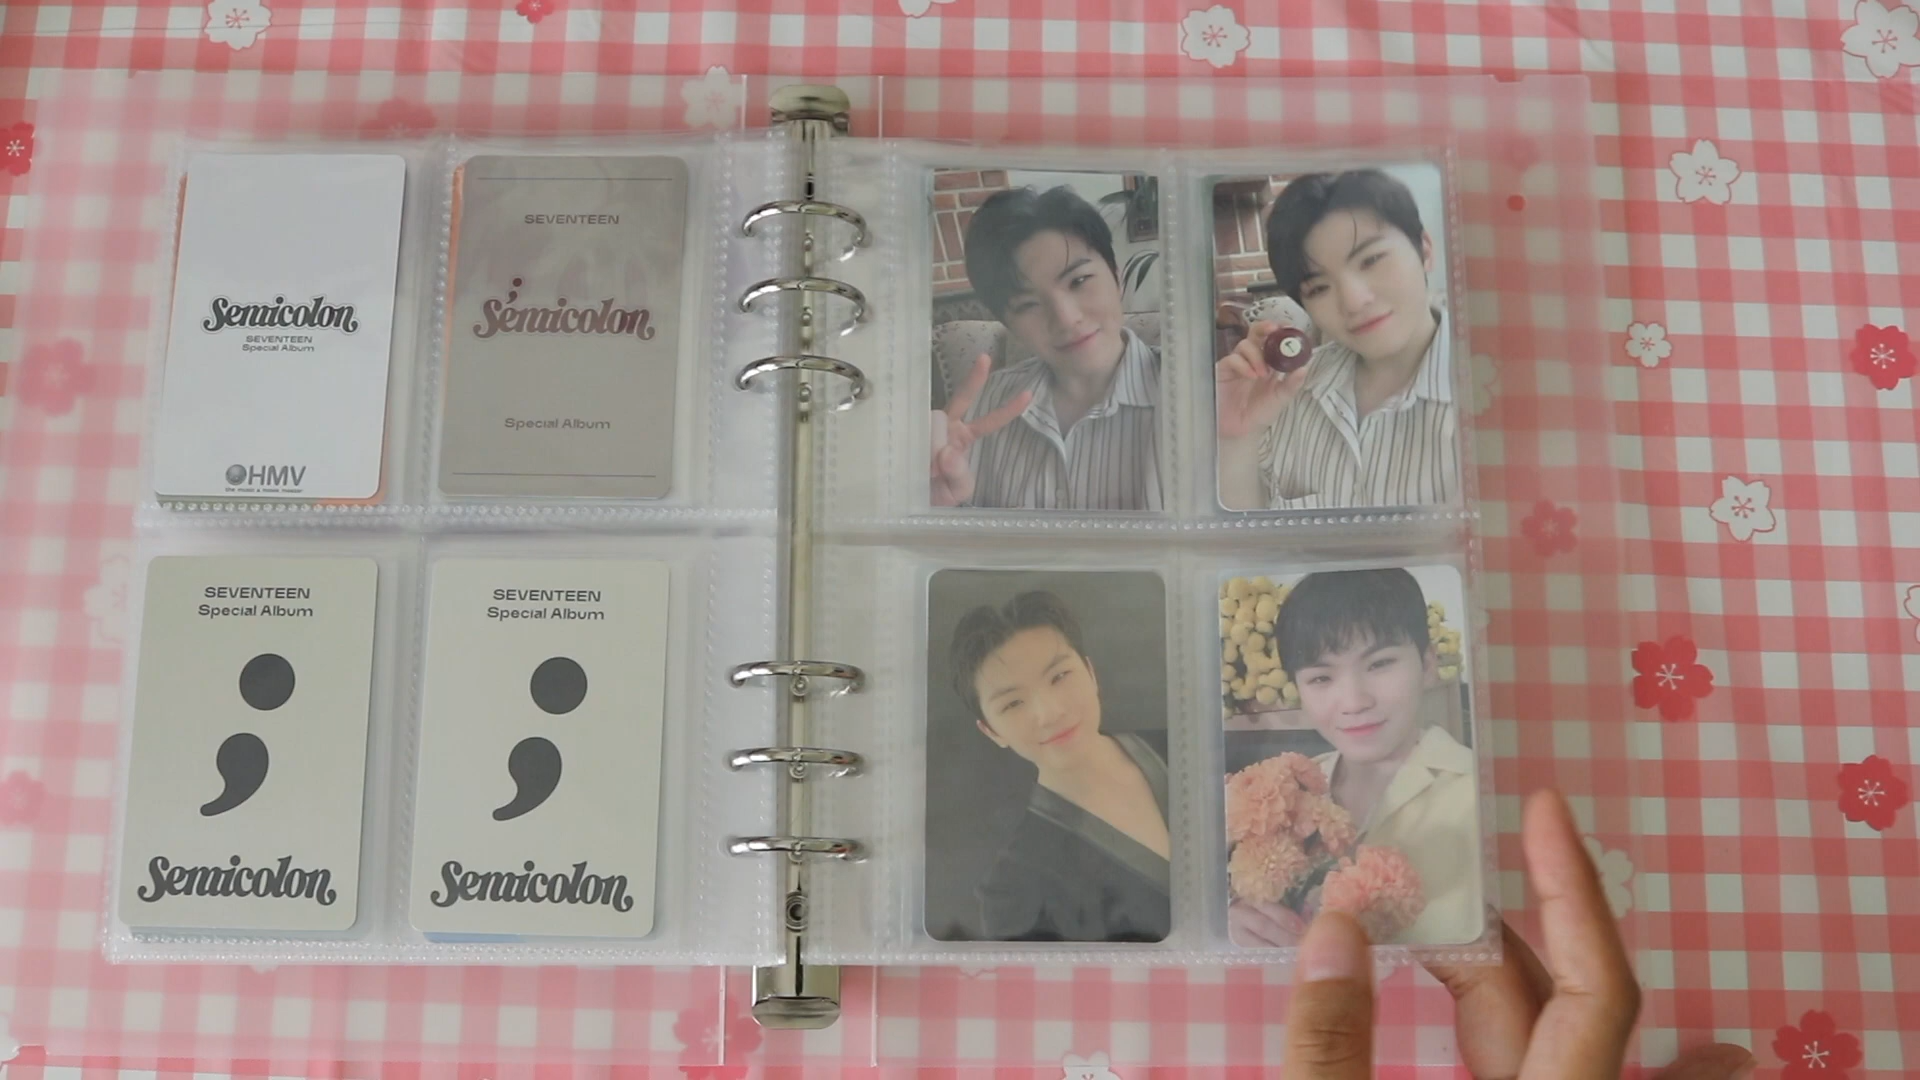 Semicolon
SEVENTEEN
Special Album
HMV
SEVENTEEN
;
Semicolon
Special Album
SEVENTEEN
Special Album
;
Semicolon
SEVENTEEN
Special Album
;
Semicolon